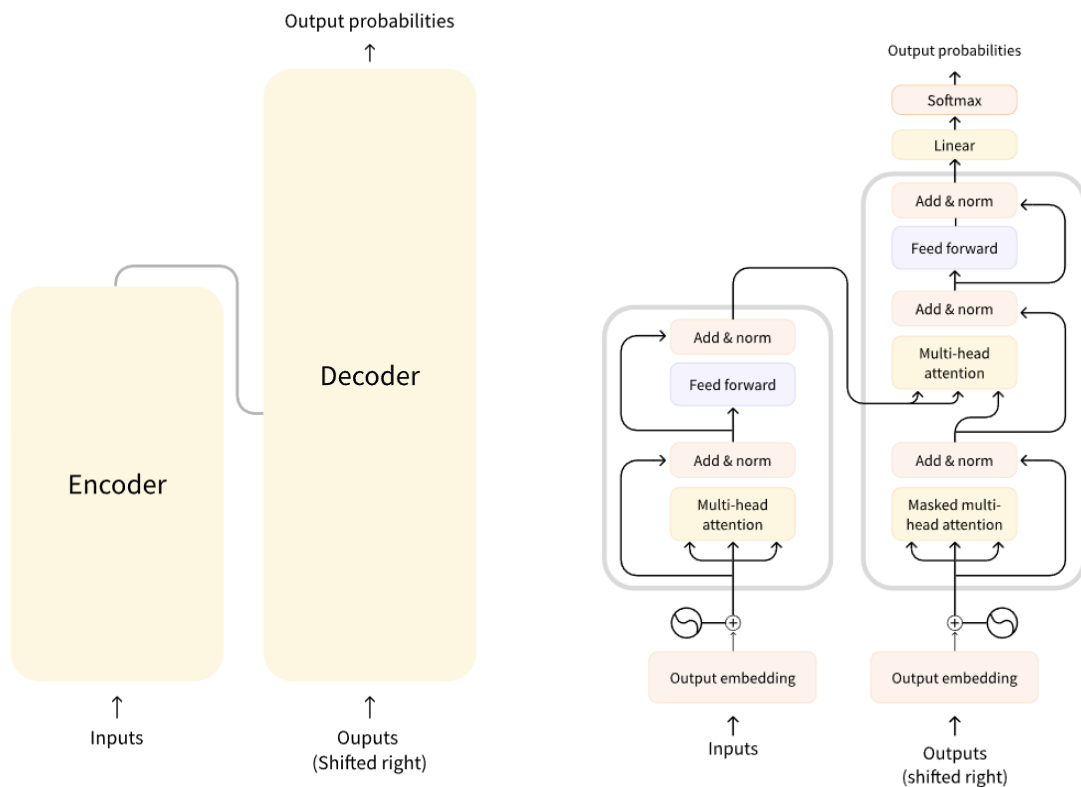 Output probabilities
Decoder
Encoder
Inputs
Ouputs
(Shifted right)
Output probabilities
Softmax
Linear
Add & norm
Feed forward
Add & norm
Multi-head
attention
Add & norm
Masked multi-
head attention
Add & norm
Feed forward
Add & norm
Multi-head
attention
Output embedding
Inputs
Output embedding
Outputs
(shifted right)